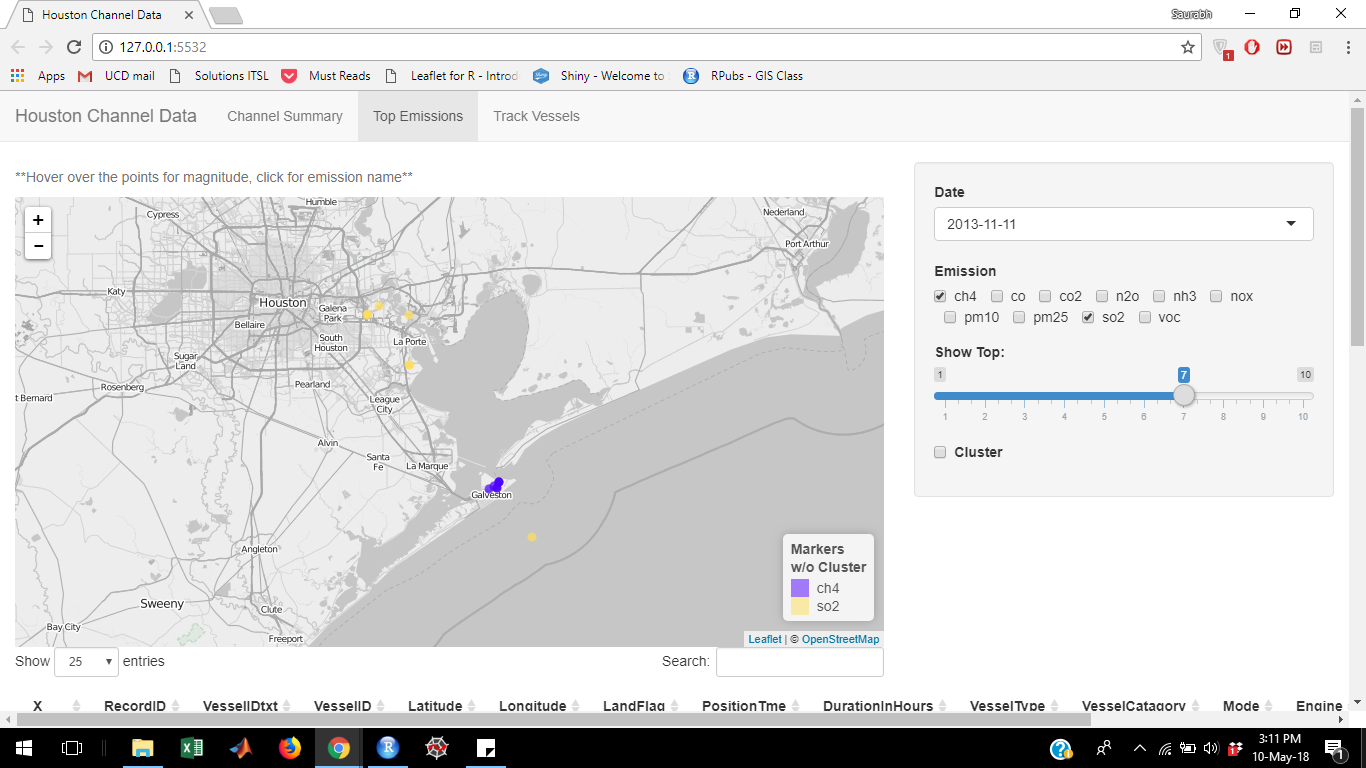 Houston Channel Data
Saurabh
127.0.0.1:5532
1
Apps UCD mail Solutions ITSL Must Reads Leaflet for R - Introd Shiny - Welcome to RPubs - GIS Class
Houston Channel Data Channel Summary Top Emissions Track Vessels
**Hover over the points for magnitude, click for emission name**
+
−
Humble
Cypress
Nederland
Port Arthur
Katy
Houston
Galena Park
Bellaire
South Houston
La Porte
Sugar Land
Pearland
Rosenberg
nt Bernard
League City
Alvin
Santa Fe
La Marque
Galveston
Angleton
Sweeny
Clute
Bay City
Freeport
Markers
w/o Cluster
ch4
so2
Leaflet | © OpenStreetMap
Date
2013-11-11
Emission
ch4 co co2 n2o nh3 nox
pm10 pm25 so2 voc
Show Top:
1 7 10
1 2 3 4 5 6 7 8 9 10
Cluster
Show 25 entries Search:
X RecordID VessellDtxt VesselID Latitude Longitude LandFlag PositionTme DurationInHours VesselType VesselCatagory Mode Engine
3:11 PM
10-May-18
1